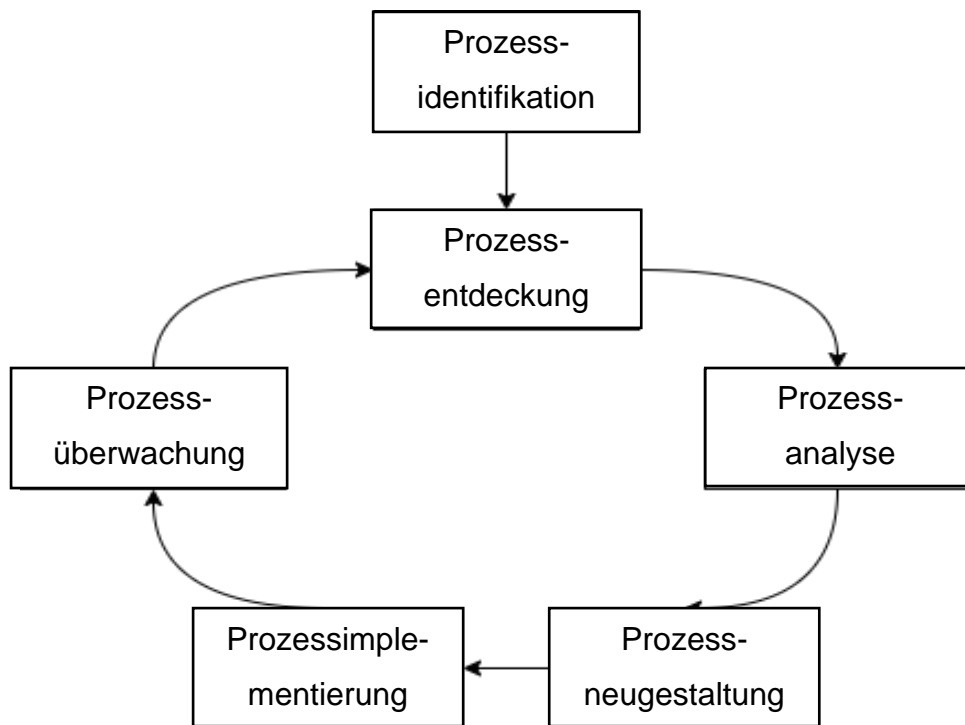 Prozess-
identifikation
Prozess-
entdeckung
Prozess-
analyse
Prozess-
neugestaltung
Prozessimple-
mentierung
Prozess-
überwachung